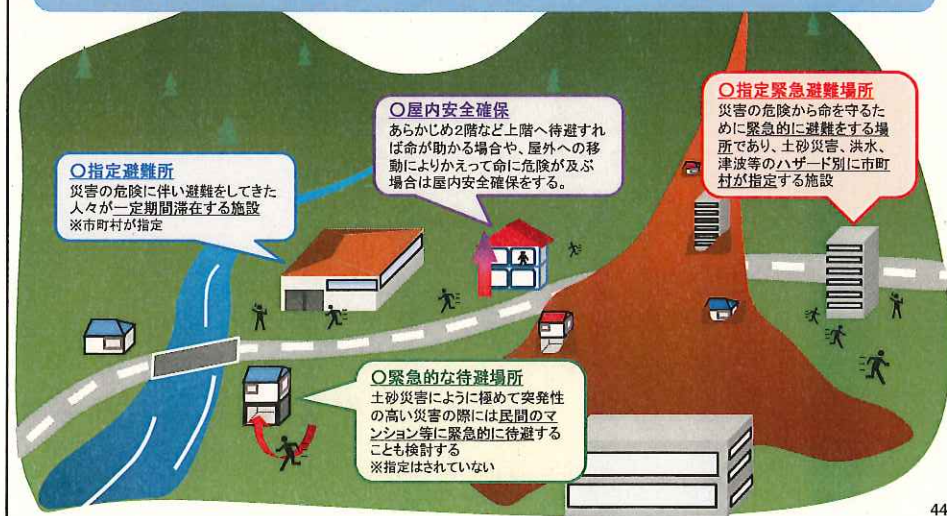 〇指定避難所
災害の危険に伴い避難をしてきた
人々が一定期間滞在する施設
※市町村が指定
〇屋内安全確保
あらかじめ2階など上階へ待避すれ
ば命が助かる場合や、屋外への移
動によりかえって命に危険が及ぶ
場合は屋内安全確保をする。
〇指定緊急避難場所
災害の危険から命を守るた
めに緊急的に避難をする場
所であり、土砂災害、洪水、
津波等のハザード別に市町
村が指定する施設
〇緊急的な待避場所
土砂災害にように極めて突発性
の高い災害の際には民間のマ
ンション等に緊急的に待避する
ことも検討する
※指定はされていない
44